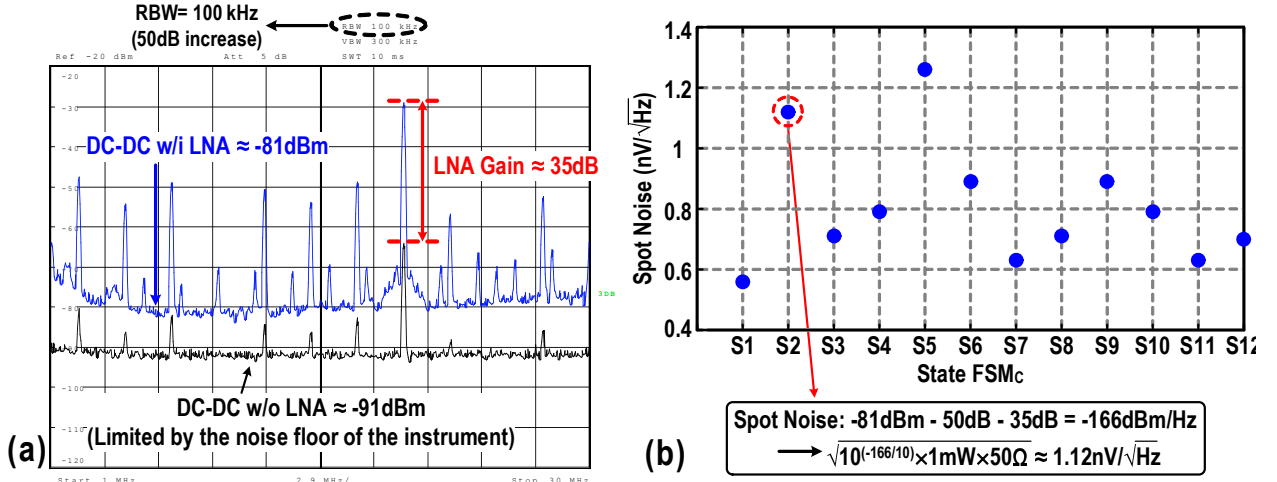 RBW= 100 kHz
(50dB increase)
RBW 100 kHz
VBW 300 kHz
Ref -20 dBm Att 5 dB SWT 10 ms
-20
-30
-40
-50
-60
-70
-80
-90
-100
-110
-120
DC-DC w/i LNA ≈ -81dBm
LNA Gain ≈ 35dB
3DB
DC-DC w/o LNA ≈ -91dBm
(Limited by the noise floor of the instrument)
(a)
Start 1 MHz 2.9 MHz/ Stop 30 MHz
Spot Noise (nV/√Hz)
1.4
1.2
1
0.8
0.6
0.4
S1 S2 S3 S4 S5 S6 S7 S8 S9 S10 S11 S12
State FSMC
(b)
Spot Noise: -81dBm - 50dB - 35dB = -166dBm/Hz
√10^(-166/10)×1mW×50Ω ≈ 1.12nV/√Hz